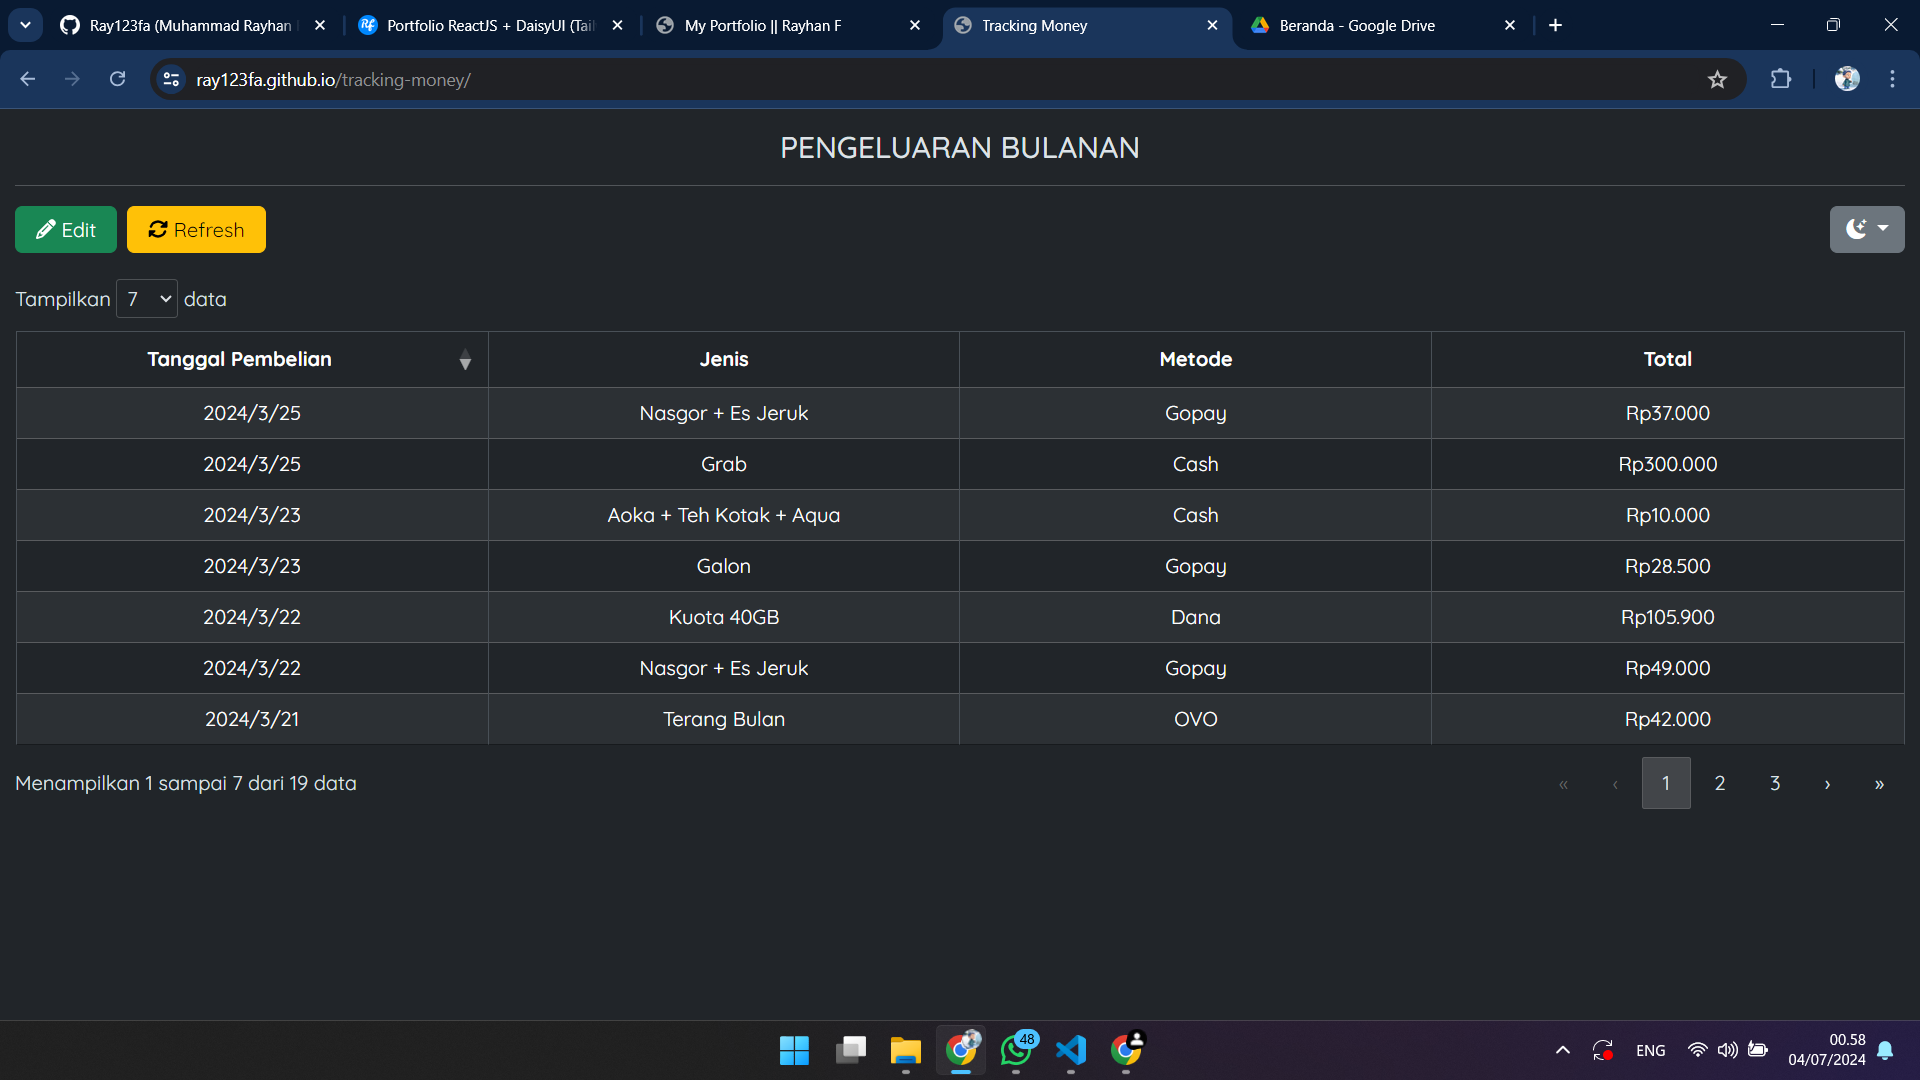 Ray123fa (Muhammad Rayhan
Portfolio ReactJS + DaisyUI (Tail
My Portfolio || Rayhan F
Tracking Money
Beranda - Google Drive
ray123fa.github.io/tracking-money/
PENGELUARAN BULANAN
Edit
Refresh
Tampilkan 7 data
Tanggal Pembelian Jenis Metode Total
2024/3/25 Nasgor + Es Jeruk Gopay Rp37.000
2024/3/25 Grab Cash Rp300.000
2024/3/23 Aoka + Teh Kotak + Aqua Cash Rp10.000
2024/3/23 Galon Gopay Rp28.500
2024/3/22 Kuota 40GB Dana Rp105.900
2024/3/22 Nasgor + Es Jeruk Gopay Rp49.000
2024/3/21 Terang Bulan OVO Rp42.000
Menampilkan 1 sampai 7 dari 19 data
« ‹ 1 2 3 › »
48
ENG
00.58
04/07/2024